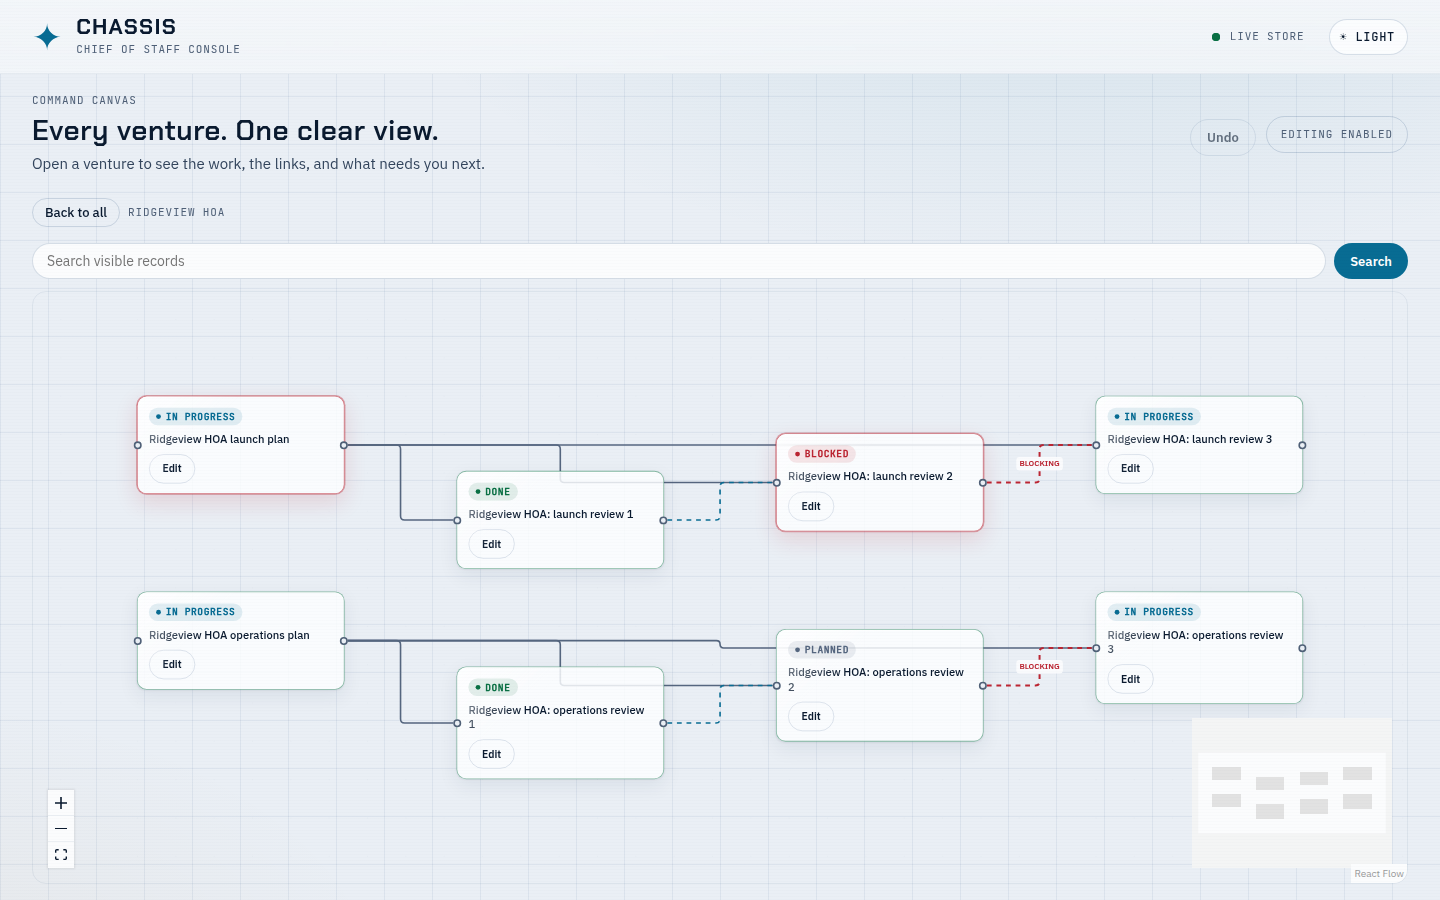 CHASSIS
CHIEF OF STAFF CONSOLE
LIVE STORE
☀ LIGHT
COMMAND CANVAS
Every venture. One clear view.
Open a venture to see the work, the links, and what needs you next.
Undo
EDITING ENABLED
Back to all
RIDGEVIEW HOA
Search visible records
Search
IN PROGRESS
Ridgeview HOA launch plan
Edit
DONE
Ridgeview HOA: launch review 1
Edit
BLOCKED
Ridgeview HOA: launch review 2
Edit
BLOCKING
IN PROGRESS
Ridgeview HOA: launch review 3
Edit
IN PROGRESS
Ridgeview HOA operations plan
Edit
DONE
Ridgeview HOA: operations review
1
Edit
PLANNED
Ridgeview HOA: operations review
2
Edit
BLOCKING
IN PROGRESS
Ridgeview HOA: operations review
3
Edit
React Flow